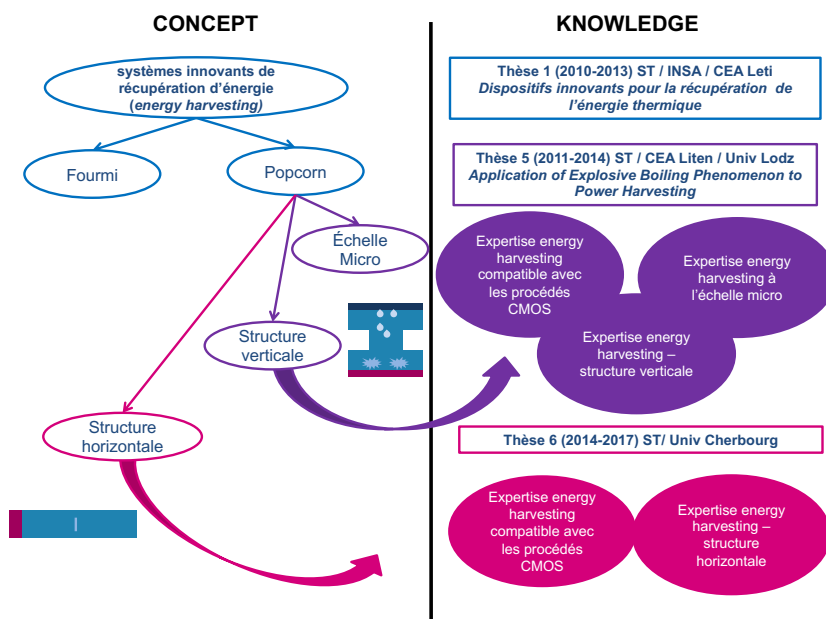 CONCEPT
systèmes innovants de
récupération d'énergie
(energy harvesting)
Fourmi
Popcorn
Échelle
Micro
Structure
verticale
Structure
horizontale
KNOWLEDGE
Thèse 1 (2010-2013) ST / INSA / CEA Leti
Dispositifs innovants pour la récupération de
l'énergie thermique
Thèse 5 (2011-2014) ST / CEA Liten / Univ Lodz
Application of Explosive Boiling Phenomenon to
Power Harvesting
Expertise energy
harvesting
compatible avec
les procédés
CMOS
Expertise energy
harvesting à
l'échelle micro
Expertise energy
harvesting –
structure verticale
Thèse 6 (2014-2017) ST/ Univ Cherbourg
Expertise energy
harvesting
compatible avec
les procédés
CMOS
Expertise energy
harvesting –
structure
horizontale